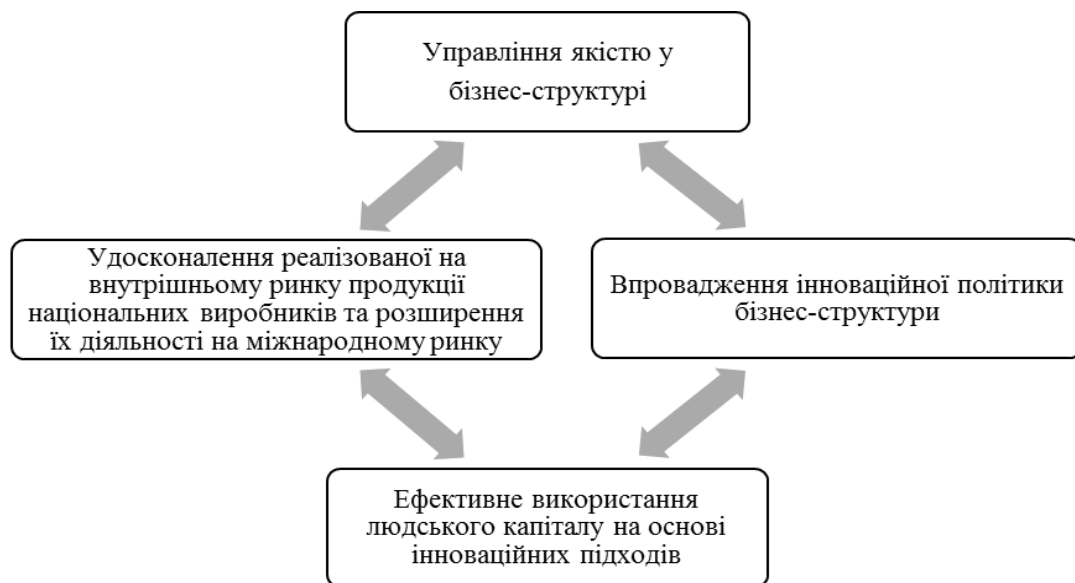 Управління якістю у
бізнес-структурі
Удосконалення реалізованої на
внутрішньому ринку продукції
національних виробників та розширення
їх діяльності на міжнародному ринку
Впровадження інноваційної політики
бізнес-структури
Ефективне використання
людського капіталу на основі
інноваційних підходів